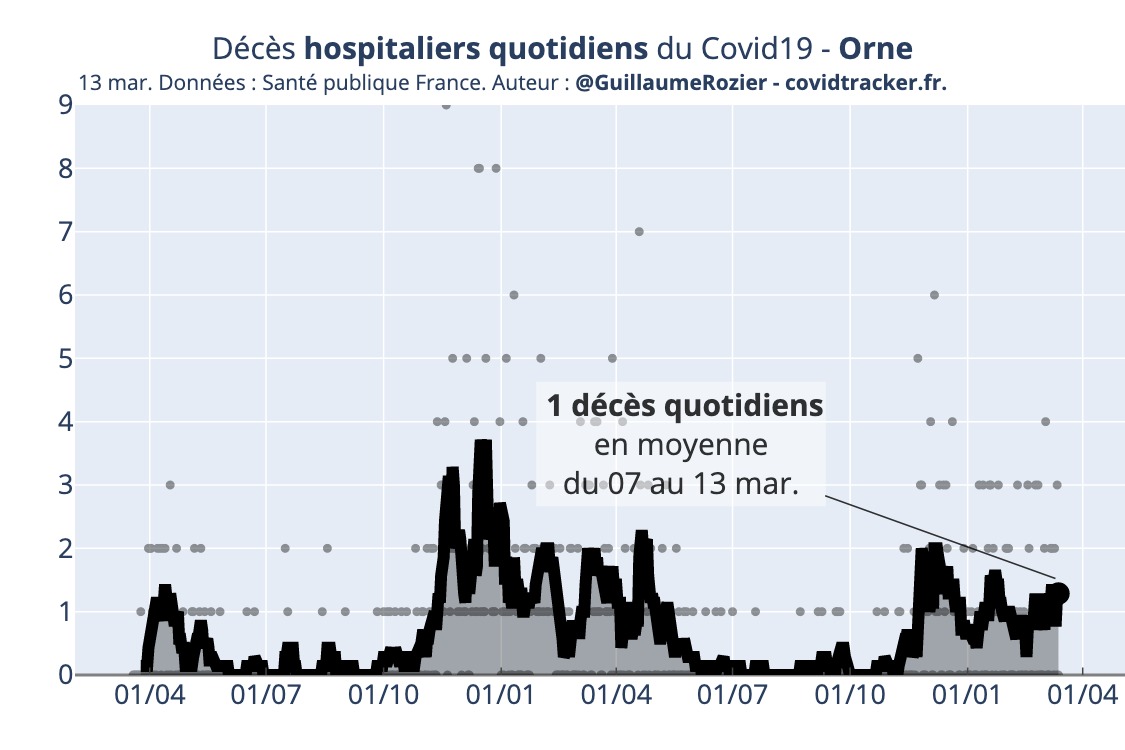 Décès hospitaliers quotidiens du Covid19 - Orne
13 mar. Données : Santé publique France. Auteur : @GuillaumeRozier - covidtracker.fr.
9
8
7
6
5
4
3
2
1
0
1 décès quotidiens
en moyenne
du 07 au 13 mar.
01/04 01/07 01/10 01/01 01/04 01/07 01/10 01/01 01/04